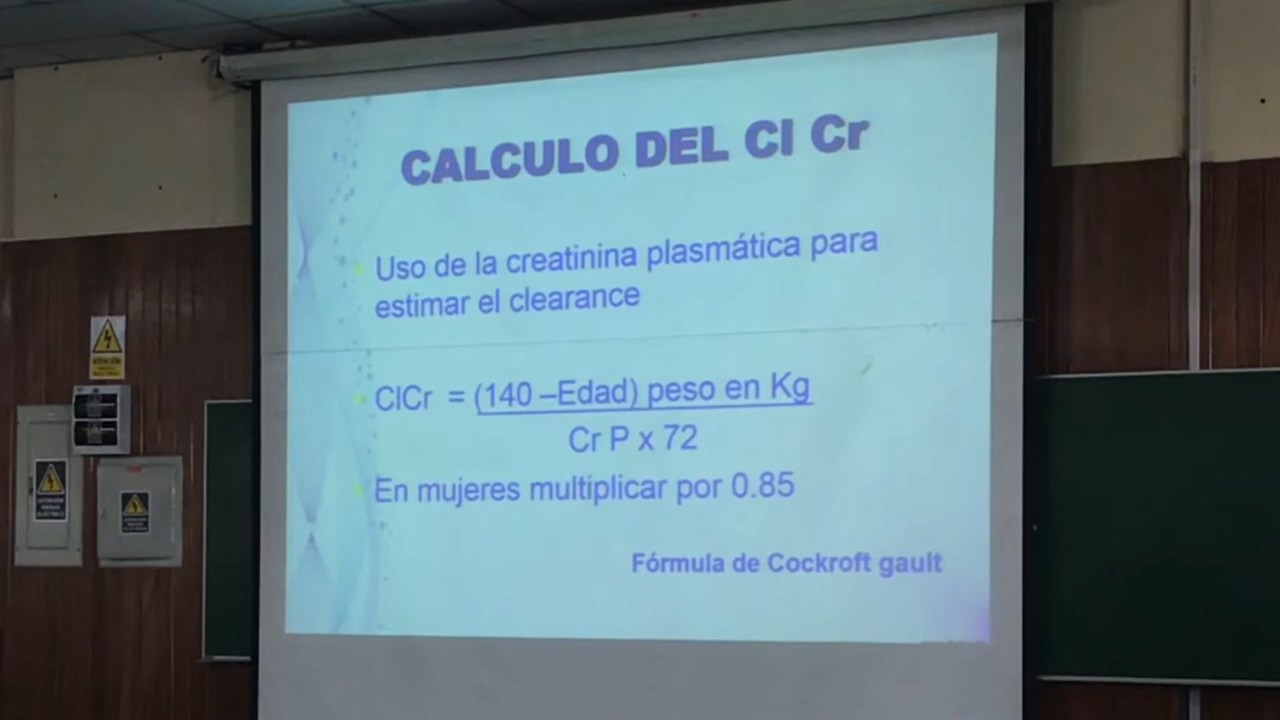 CALCULO DEL Cl Cr
Uso de la creatinina plasmática para
estimar el clearance
ClCr = (140 –Edad) peso en Kg
Cr P x 72
En mujeres multiplicar por 0.85
Fórmula de Cockroft gault